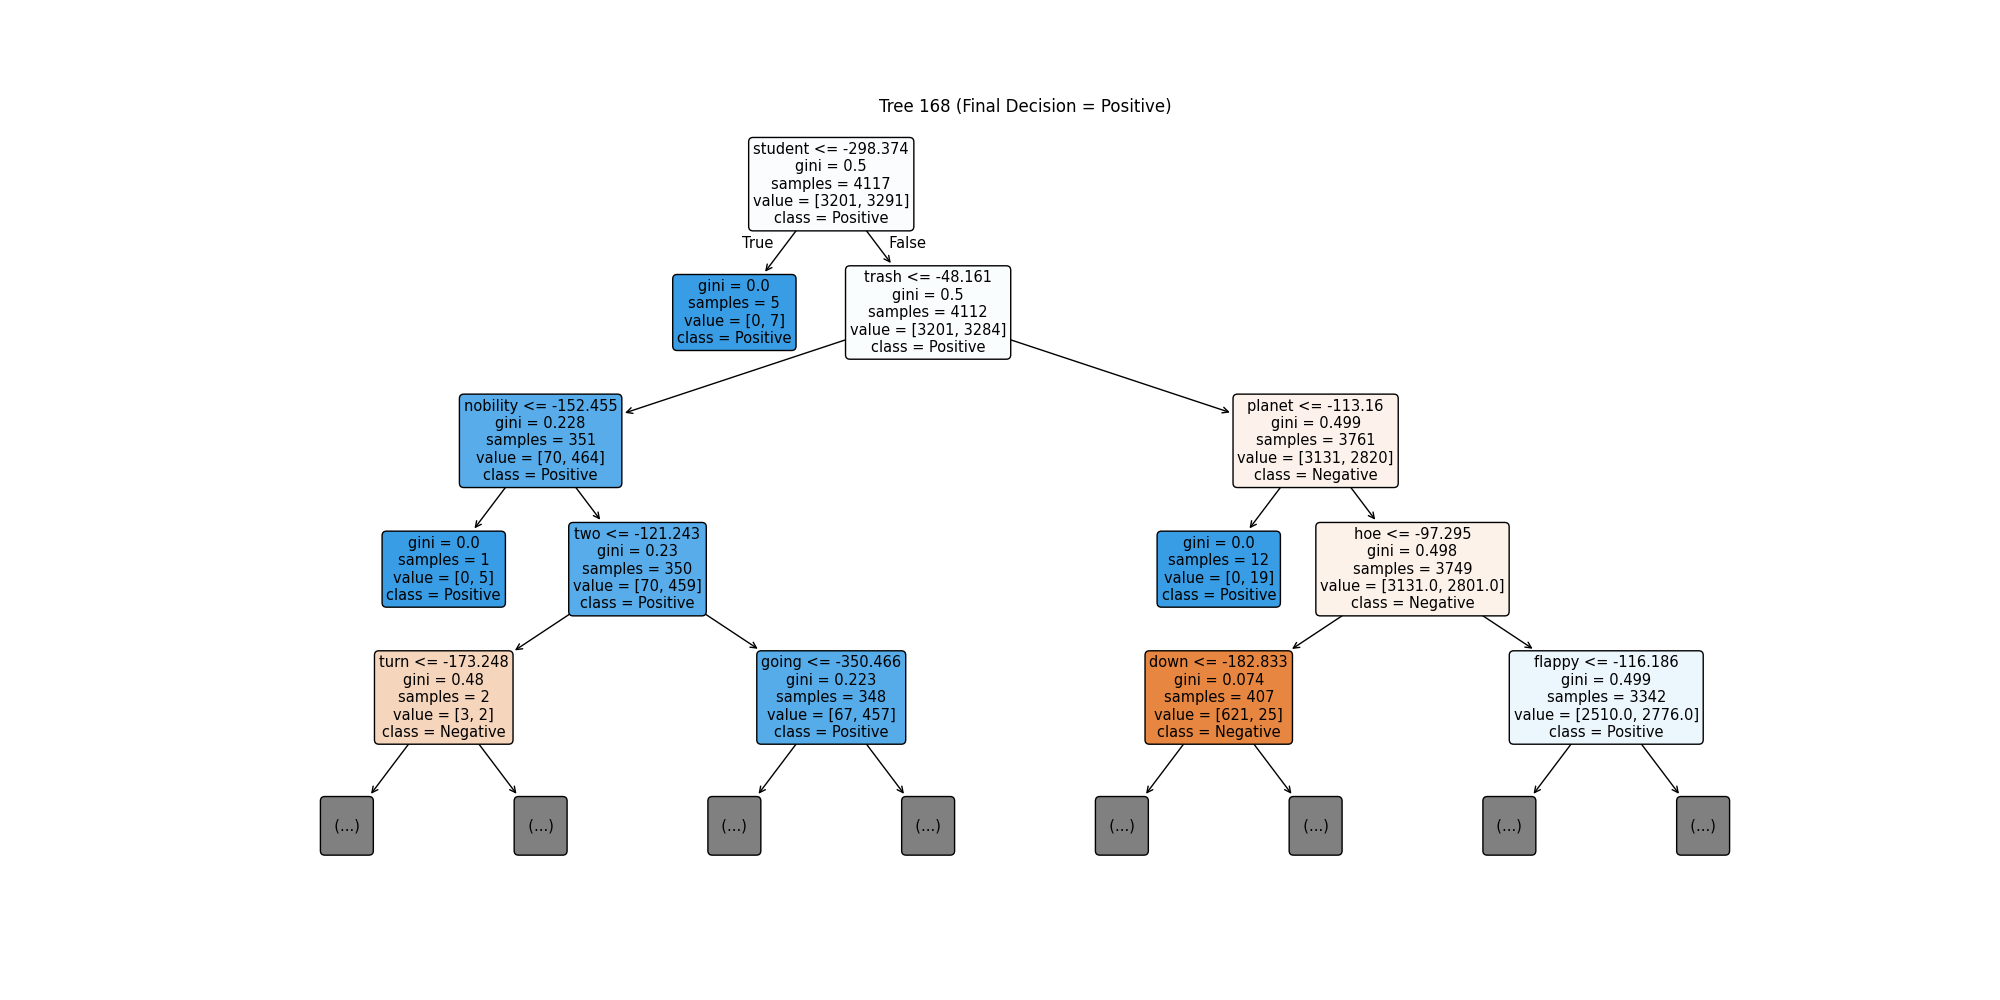 Tree 168 (Final Decision = Positive)
student <= -298.374
gini = 0.5
samples = 4117
value = [3201, 3291]
class = Positive
True
False
gini = 0.0
samples = 5
value = [0, 7]
class = Positive
trash <= -48.161
gini = 0.5
samples = 4112
value = [3201, 3284]
class = Positive
nobility <= -152.455
gini = 0.228
samples = 351
value = [70, 464]
class = Positive
planet <= -113.16
gini = 0.499
samples = 3761
value = [3131, 2820]
class = Negative
gini = 0.0
samples = 1
value = [0, 5]
class = Positive
two <= -121.243
gini = 0.23
samples = 350
value = [70, 459]
class = Positive
gini = 0.0
samples = 12
value = [0, 19]
class = Positive
hoe <= -97.295
gini = 0.498
samples = 3749
value = [3131.0, 2801.0]
class = Negative
turn <= -173.248
gini = 0.48
samples = 2
value = [3, 2]
class = Negative
going <= -350.466
gini = 0.223
samples = 348
value = [67, 457]
class = Positive
down <= -182.833
gini = 0.074
samples = 407
value = [621, 25]
class = Negative
flappy <= -116.186
gini = 0.499
samples = 3342
value = [2510.0, 2776.0]
class = Positive
(...)
(...)
(...)
(...)
(...)
(...)
(...)
(...)